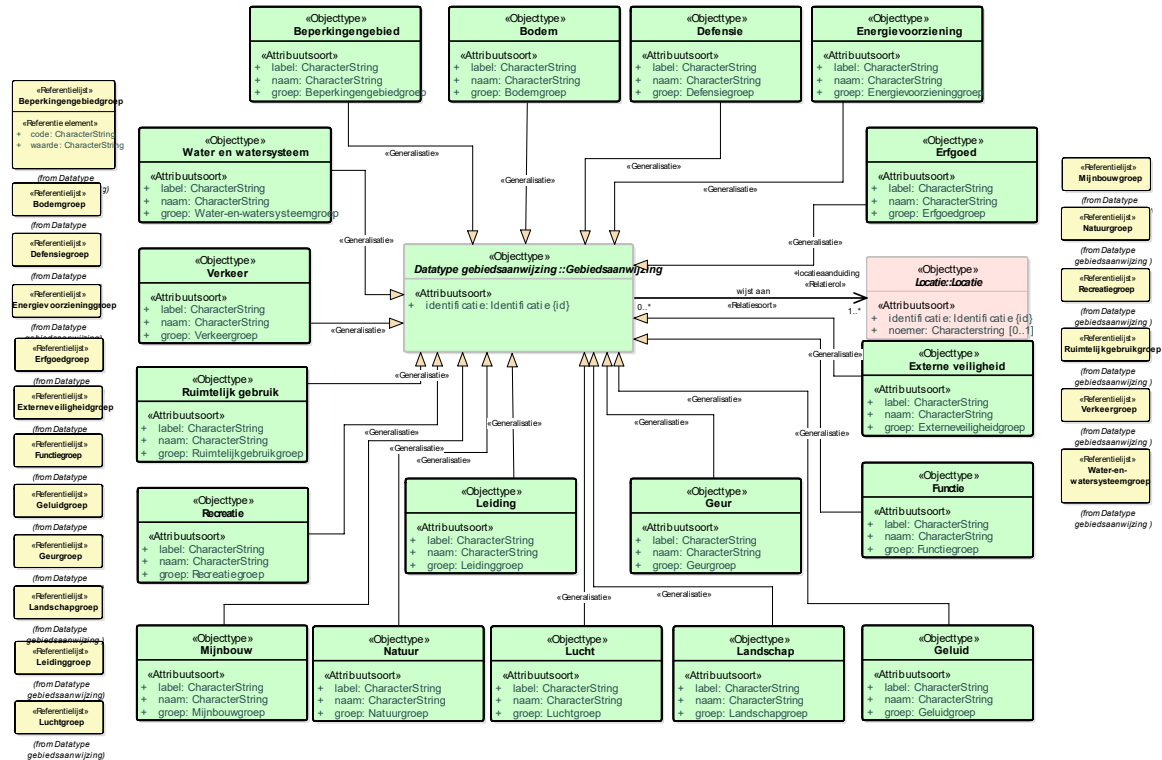 «Objecttype»
Beperkingengebied
«Attribuutsoort»
+ label: CharacterString
+ naam: CharacterString
+ groep: Beperkingengebiedgroep
«Objecttype»
Bodem
«Attribuutsoort»
+ label: CharacterString
+ naam: CharacterString
+ groep: Bodemgroep
«Objecttype»
Defensie
«Attribuutsoort»
+ label: CharacterString
+ naam: CharacterString
+ groep: Defensiegroep
«Objecttype»
Energievoorziening
«Attribuutsoort»
+ label: CharacterString
+ naam: CharacterString
+ groep: Energievoorzieninggroep
«Referentielijst»
Beperkingengebiedgroep
«Referentie element»
+ code: CharacterString
+ waarde: CharacterString
(from Datatype
«Referentielijst»
Bodemgroep
(from Datatype
«Referentielijst»
Defensiegroep
(from Datatype
«Referentielijst»
Energievoorzieninggroep
(from Datatype
«Referentielijst»
Erfgoedgroep
(from Datatype
«Referentielijst»
Externeveiligheidgroep
(from Datatype
«Referentielijst»
Functiegroep
(from Datatype
«Referentielijst»
Geluidgroep
(from Datatype
«Referentielijst»
Geurgroep
(from Datatype
«Referentielijst»
Landschapgroep
(from Datatype
gebiedsaanwijzing )
«Referentielijst»
Leidinggroep
(from Datatype
gebiedsaanwijzing)
«Referentielijst»
Luchtgroep
(from Datatype
gebiedsaanwijzing)
«Objecttype»
Water en watersysteem
«Attribuutsoort»
+ label: CharacterString
+ naam: CharacterString
+ groep: Water-en-watersysteemgroep
«Objecttype»
Verkeer
«Attribuutsoort»
+ label: CharacterString
+ naam: CharacterString
+ groep: Verkeergroep
«Objecttype»
Ruimtelijk gebruik
«Attribuutsoort»
+ label: CharacterString
+ naam: CharacterString
+ groep: Ruimtelijkgebruikgroep
«Objecttype»
Recreatie
«Attribuutsoort»
+ label: CharacterString
+ naam: CharacterString
+ groep: Recreatiegroep
«Generalisatie»
«Generalisatie»
«Generalisatie»
«Generalisatie»
«Generalisatie»
«Generalisatie»
«Objecttype»
Datatype gebiedsaanwijzing::Gebiedsaanwijzing
«Attribuutsoort»
+ identificatie: Identificatie {id}
«Generalisatie»
«Generalisatie»
wijst aan
«Relatiesoort»
0..*
+locatieaanduiding
«Relatierol»
1..*
«Objecttype»
Locatie::Locatie
«Attribuutsoort»
+ identificatie: Identificatie {id}
+ noemer: Characterstring [0..1]
«Objecttype»
Erfgoed
«Attribuutsoort»
+ label: CharacterString
+ naam: CharacterString
+ groep: Erfgoedgroep
«Generalisatie»
«Objecttype»
Externe veiligheid
«Attribuutsoort»
+ label: CharacterString
+ naam: CharacterString
+ groep: Externeveiligheidgroep
«Objecttype»
Functie
«Attribuutsoort»
+ label: CharacterString
+ naam: CharacterString
+ groep: Functiegroep
«Generalisatie»
«Generalisatie»
«Generalisatie»
«Generalisatie»
«Generalisatie»
«Generalisatie»
«Generalisatie»
«Generalisatie»
«Generalisatie»
«Objecttype»
Leiding
«Attribuutsoort»
+ label: CharacterString
+ naam: CharacterString
+ groep: Leidinggroep
«Objecttype»
Geur
«Attribuutsoort»
+ label: CharacterString
+ naam: CharacterString
+ groep: Geurgroep
«Objecttype»
Mijnbouw
«Attribuutsoort»
+ label: CharacterString
+ naam: CharacterString
+ groep: Mijnbouwgroep
«Objecttype»
Natuur
«Attribuutsoort»
+ label: CharacterString
+ naam: CharacterString
+ groep: Natuurgroep
«Objecttype»
Lucht
«Attribuutsoort»
+ label: CharacterString
+ naam: CharacterString
+ groep: Luchtgroep
«Objecttype»
Landschap
«Attribuutsoort»
+ label: CharacterString
+ naam: CharacterString
+ groep: Landschapgroep
«Objecttype»
Geluid
«Attribuutsoort»
+ label: CharacterString
+ naam: CharacterString
+ groep: Geluidgroep
«Referentielijst»
Mijnbouwgroep
(from Datatype
«Referentielijst»
Natuurgroep
(from Datatype
gebiedsaanwijzing )
«Referentielijst»
Recreatiegroep
(from Datatype
gebiedsaanwijzing )
«Referentielijst»
Ruimtelijkgebruikgroep
(from Datatype
gebiedsaanwijzing )
«Referentielijst»
Verkeergroep
(from Datatype
gebiedsaanwijzing )
«Referentielijst»
Water-en-
watersysteemgroep
(from Datatype
gebiedsaanwijzing )